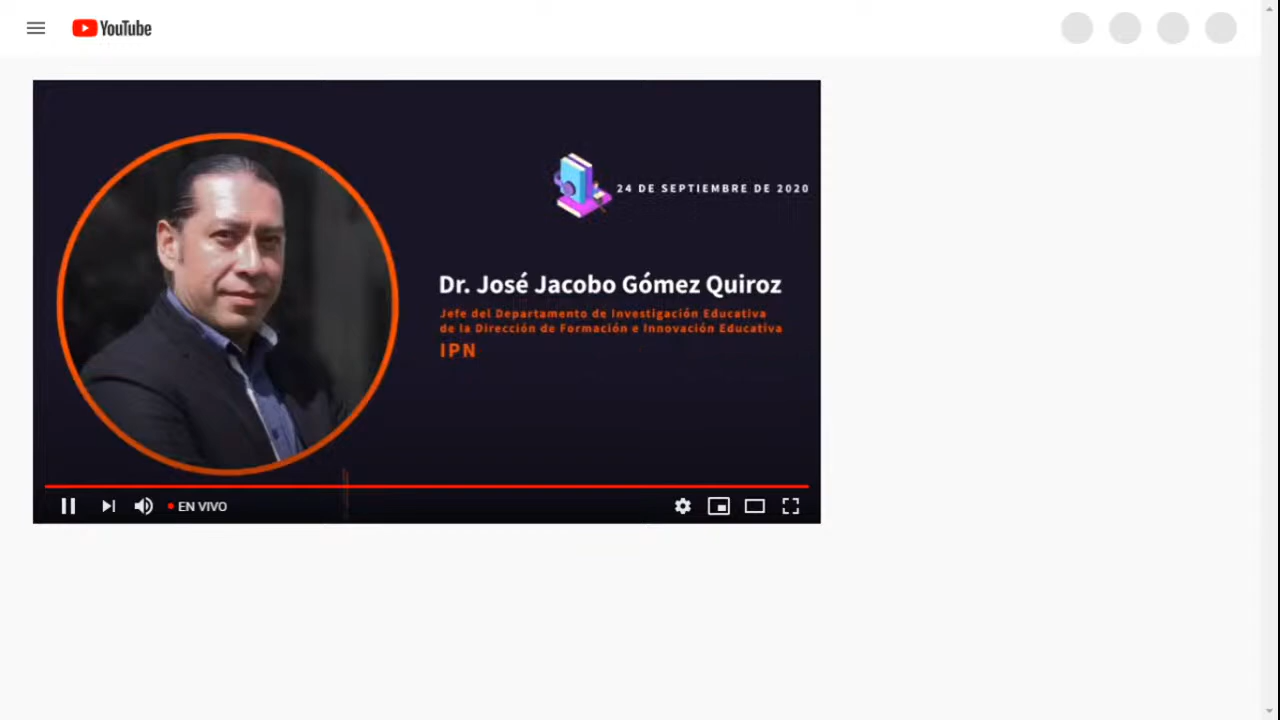 YouTube
24 DE SEPTIEMBRE DE 2020
Dr. José Jacobo Gómez Quiroz
Jefe del Departamento de Investigación Educativa
de la Dirección de Formación e Innovación Educativa
IPN
EN VIVO